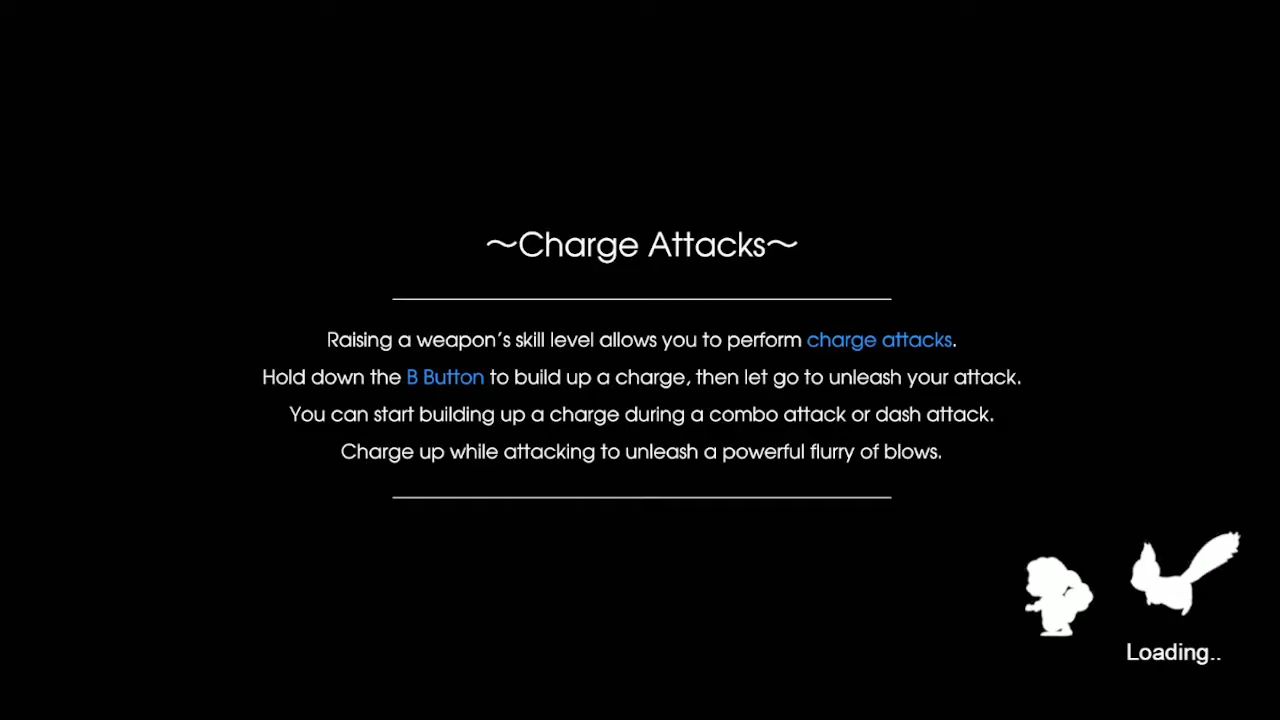 ～Charge Attacks～
Raising a weapon's skill level allows you to perform charge attacks.
Hold down the B Button to build up a charge, then let go to unleash your attack.
You can start building up a charge during a combo attack or dash attack.
Charge up while attacking to unleash a powerful flurry of blows.
Loading..